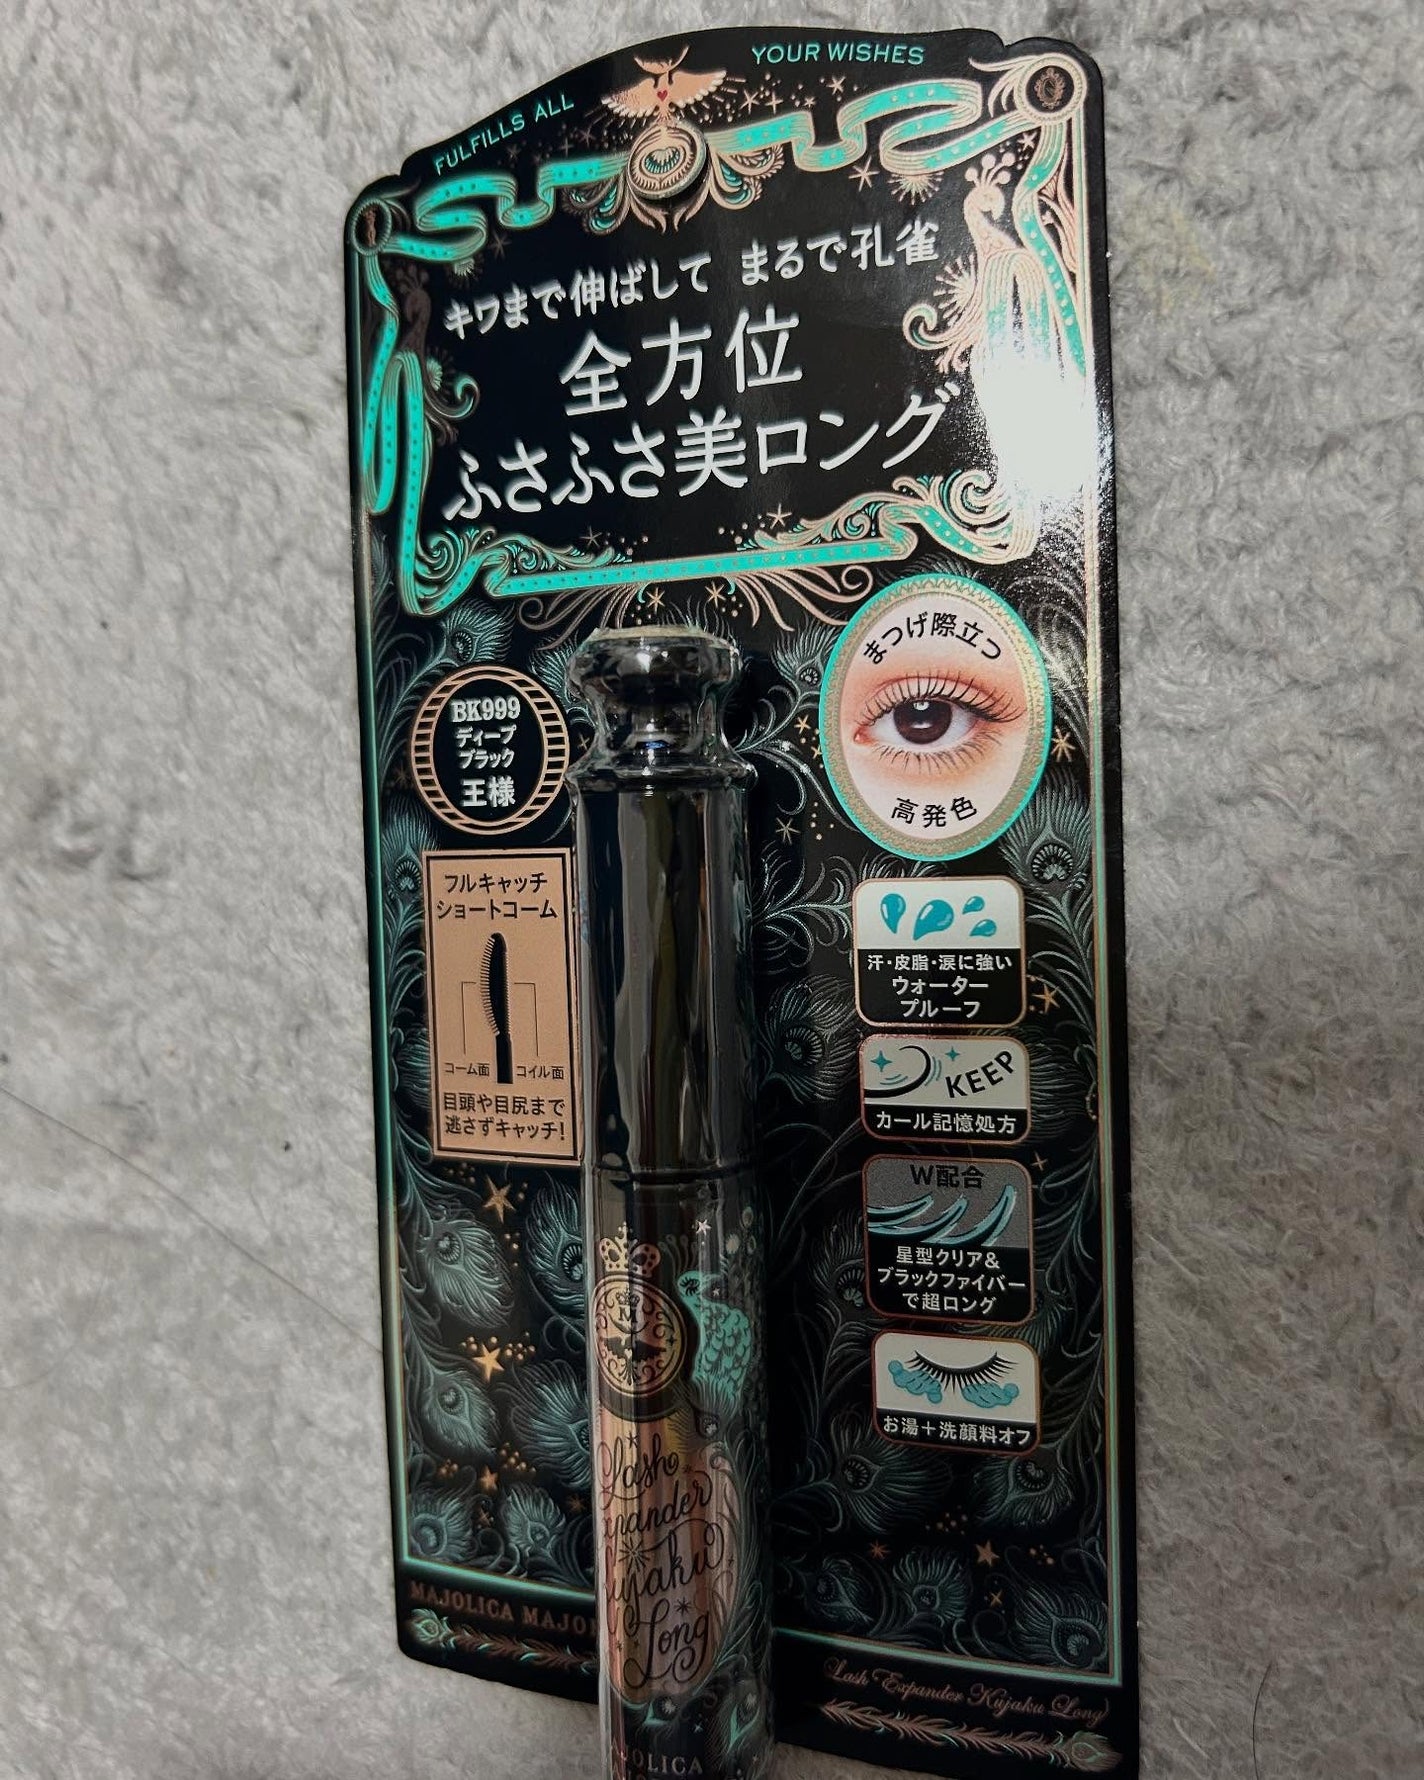 FULFILLS ALL YOUR WISHES
キワまで伸ばして まるで孔雀
全方位
ふさふさ美ロング
まつげ際立つ
高発色
BK999
ディープ
ブラック
王様
フルキャッチ
ショートコーム
コーム面 コイル面
目頭や目尻まで
逃さずキャッチ!
汗・皮脂・涙に強い
ウォーター
プルーフ
KEEP
カール記憶処方
W配合
星型クリア&
ブラックファイバー
で超ロング
お湯+洗顔料オフ
M
Lash
Long
MAJOLICA
Lash Expander Kujaku Long